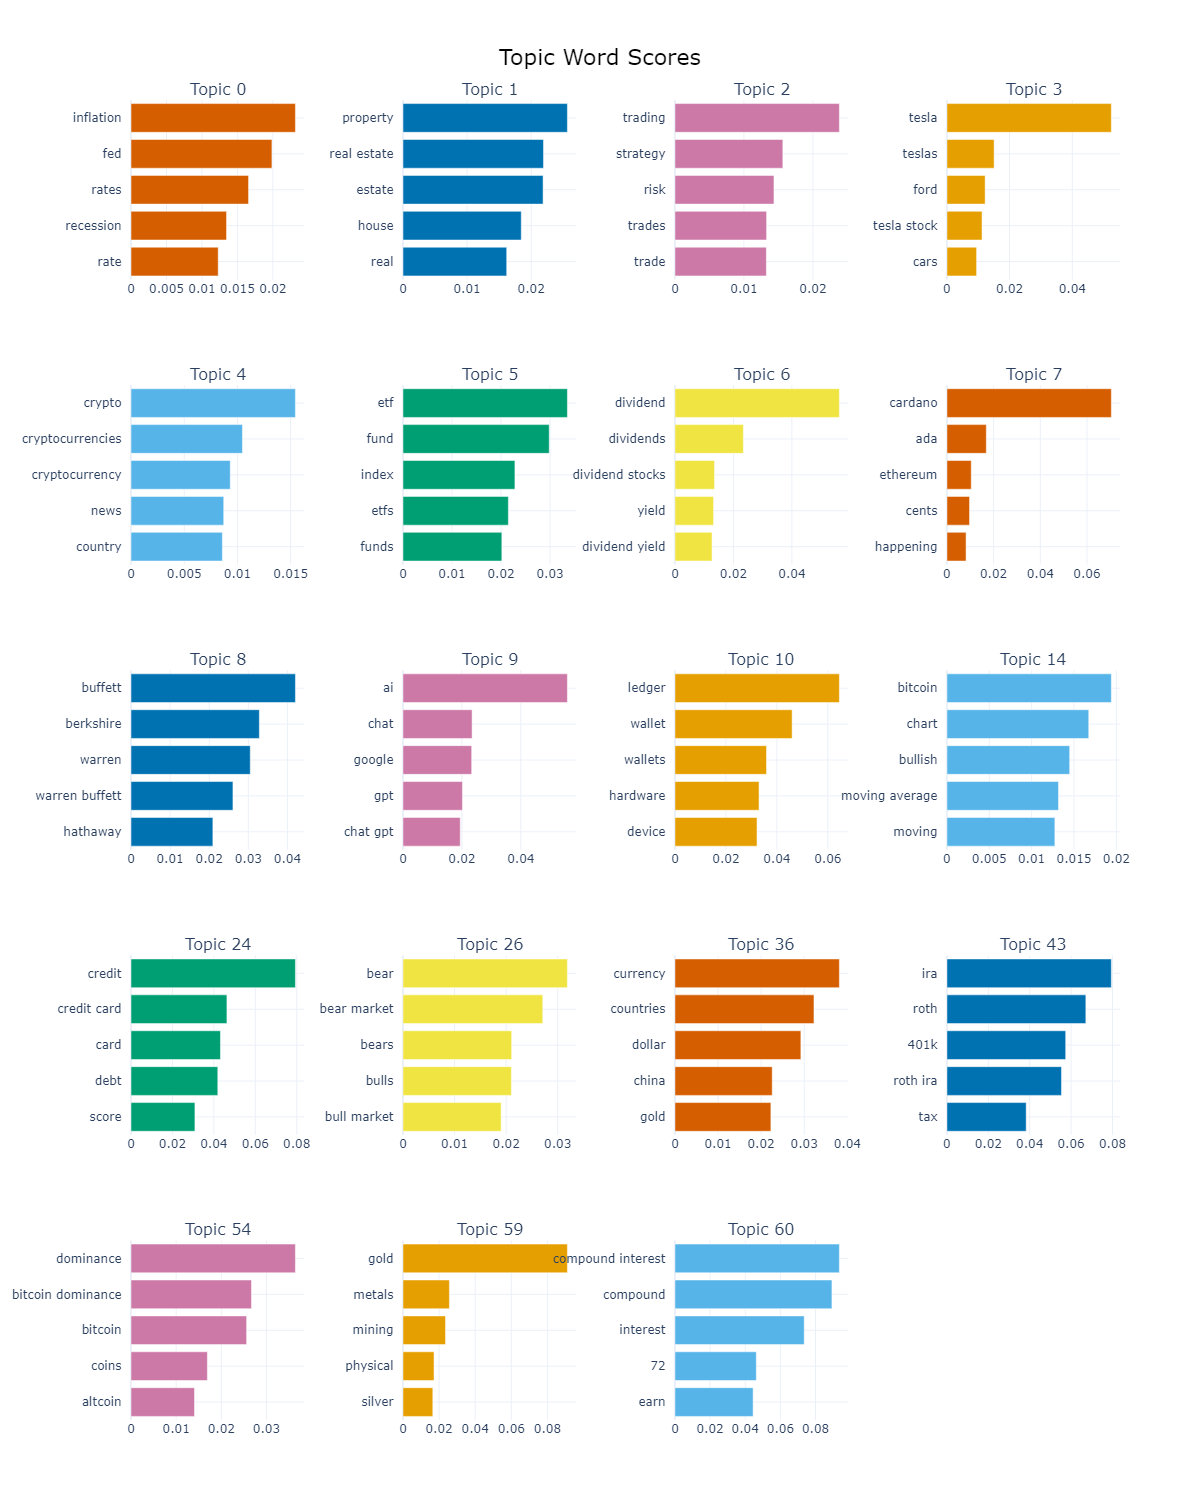 Topic Word Scores
Topic 0
inflation
fed
rates
recession
rate
0 0.005 0.01 0.015 0.02
Topic 1
property
real estate
estate
house
real
0 0.01 0.02
Topic 2
trading
strategy
risk
trades
trade
0 0.01 0.02
Topic 3
tesla
teslas
ford
tesla stock
cars
0 0.02 0.04
Topic 4
crypto
cryptocurrencies
cryptocurrency
news
country
0 0.005 0.01 0.015
Topic 5
etf
fund
index
etfs
funds
0 0.01 0.02 0.03
Topic 6
dividend
dividends
dividend stocks
yield
dividend yield
0 0.02 0.04
Topic 7
cardano
ada
ethereum
cents
happening
0 0.02 0.04 0.06
Topic 8
buffett
berkshire
warren
warren buffett
hathaway
0 0.01 0.02 0.03 0.04
Topic 9
ai
chat
google
gpt
chat gpt
0 0.02 0.04
Topic 10
ledger
wallet
wallets
hardware
device
0 0.02 0.04 0.06
Topic 14
bitcoin
chart
bullish
moving average
moving
0 0.005 0.01 0.015 0.02
Topic 24
credit
credit card
card
debt
score
0 0.02 0.04 0.06 0.08
Topic 26
bear
bear market
bears
bulls
bull market
0 0.01 0.02 0.03
Topic 36
currency
countries
dollar
china
gold
0 0.01 0.02 0.03 0.04
Topic 43
ira
roth
401k
roth ira
tax
0 0.02 0.04 0.06 0.08
Topic 54
dominance
bitcoin dominance
bitcoin
coins
altcoin
0 0.01 0.02 0.03
Topic 59
gold
metals
mining
physical
silver
0 0.02 0.04 0.06 0.08
Topic 60
compound interest
compound
interest
72
earn
0 0.02 0.04 0.06 0.08